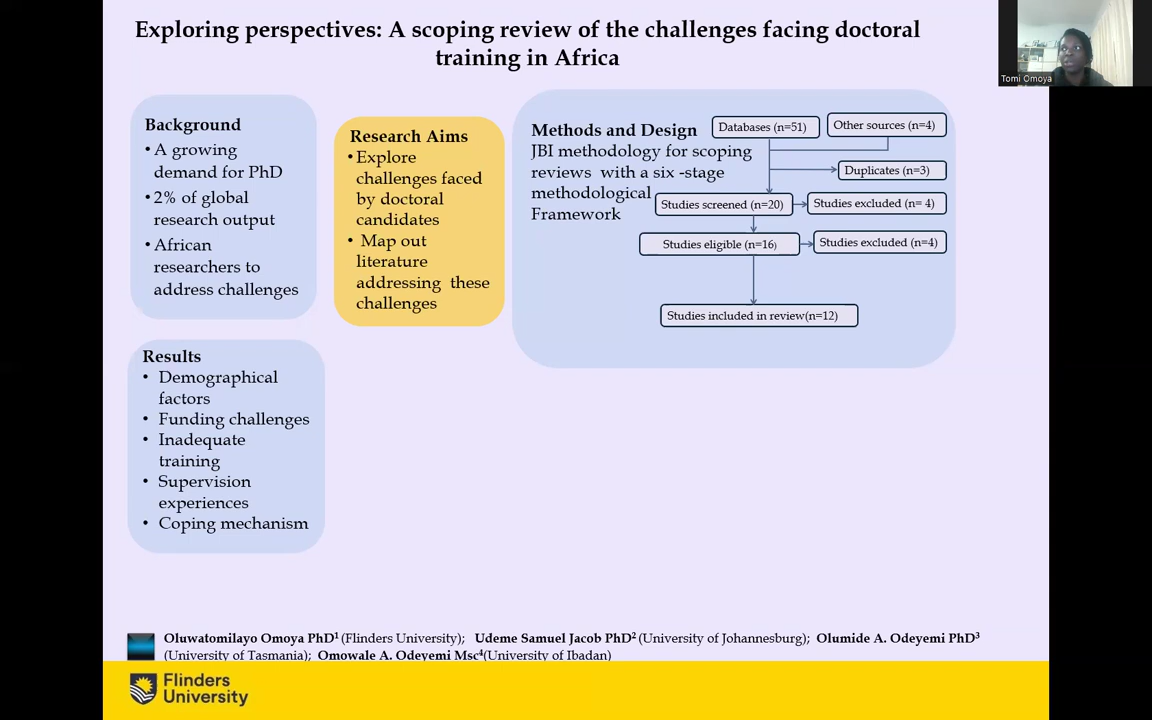 Exploring perspectives: A scoping review of the challenges facing doctoral
training in Africa
Tomi Omoya
Background
• A growing
demand for PhD
• 2% of global
research output
• African
researchers to
address challenges
Research Aims
• Explore
challenges faced
by doctoral
candidates
• Map out
literature
addressing these
challenges
Methods and Design
JBI methodology for scoping
reviews with a six -stage
methodological
Framework
Databases (n=51)
Other sources (n=4)
Duplicates (n=3)
Studies screened (n=20)
Studies excluded (n= 4)
Studies eligible (n=16)
Studies excluded (n=4)
Studies included in review(n=12)
Results
• Demographical
factors
• Funding challenges
• Inadequate
training
• Supervision
experiences
• Coping mechanism
Oluwatomilayo Omoya PhD¹ (Flinders University); Udeme Samuel Jacob PhD² (University of Johannesburg); Olumide A. Odeyemi PhD³
(University of Tasmania); Omowale A. Odeyemi Msc⁴(University of Ibadan)
Flinders
University